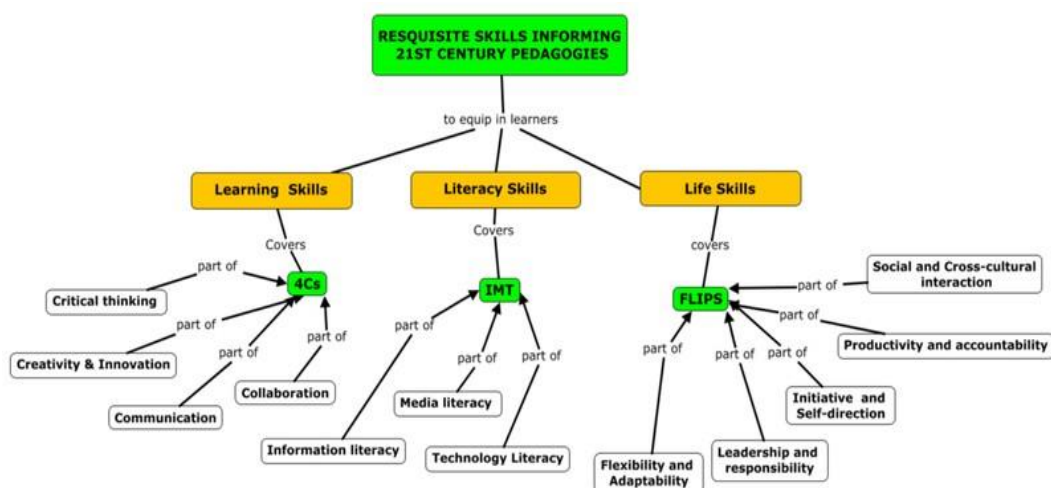 RESQUISITE SKILLS INFORMING
21ST CENTURY PEDAGOGIES
to equip in learners
Learning Skills
Literacy Skills
Life Skills
Covers
Covers
covers
4Cs
IMT
FLIPS
part of
Critical thinking
part of
Creativity & Innovation
part of
Communication
part of
Collaboration
part of
Information literacy
part of
Media literacy
part of
Technology Literacy
part of
Social and Cross-cultural
interaction
part of
Productivity and accountability
part of
Initiative and
Self-direction
part of
Leadership and
responsibility
part of
Flexibility and
Adaptability